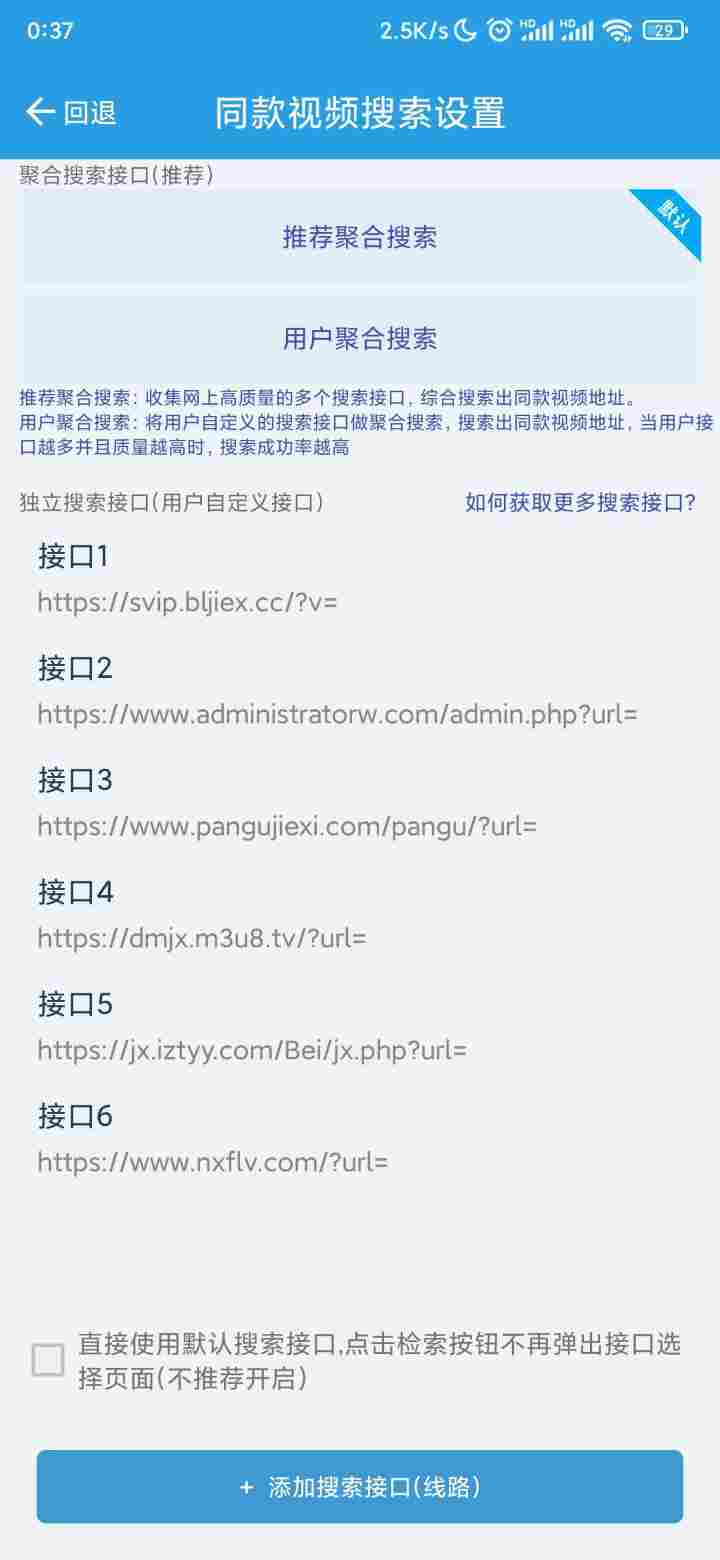 0:37
2.5K/s HD HD 29
回退
同款视频搜索设置
聚合搜索接口(推荐)
推荐聚合搜索
默认
用户聚合搜索
推荐聚合搜索: 收集网上高质量的多个搜索接口, 综合搜索出同款视频地址。
用户聚合搜索: 将用户自定义的搜索接口做聚合搜索, 搜索出同款视频地址, 当用户接
口越多并且质量越高时, 搜索成功率越高
独立搜索接口(用户自定义接口)
如何获取更多搜索接口?
接口1
https://svip.bljiex.cc/?v=
接口2
https://www.administratorw.com/admin.php?url=
接口3
https://www.pangujiexi.com/pangu/?url=
接口4
https://dmjx.m3u8.tv/?url=
接口5
https://jx.iztyy.com/Bei/jx.php?url=
接口6
https://www.nxflv.com/?url=
直接使用默认搜索接口,点击检索按钮不再弹出接口选
择页面(不推荐开启)
+ 添加搜索接口(线路)